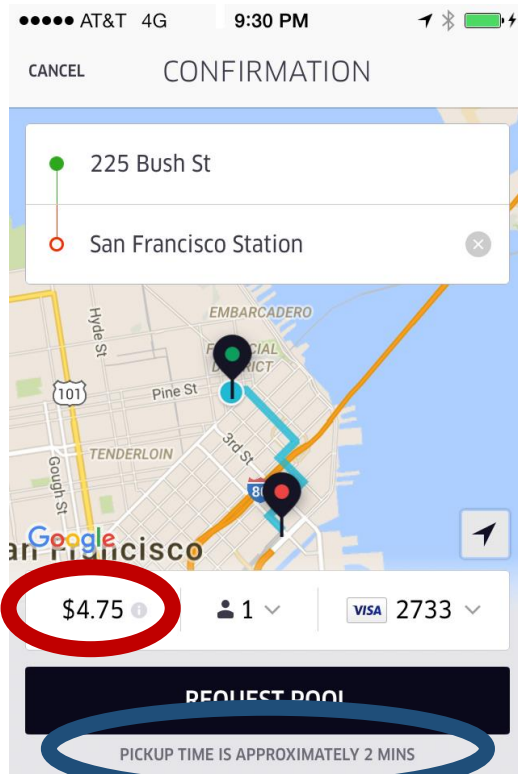 AT&T 4G 9:30 PM
CANCEL CONFIRMATION
225 Bush St
San Francisco Station
EMBARCADERO
Hyde St
FINANCIAL
DISTRICT
101
Pine St
3rd St
TENDERLOIN
Gough St
80
Google
an Francisco
$4.75 1 VISA 2733
REQUEST POOL
PICKUP TIME IS APPROXIMATELY 2 MINS